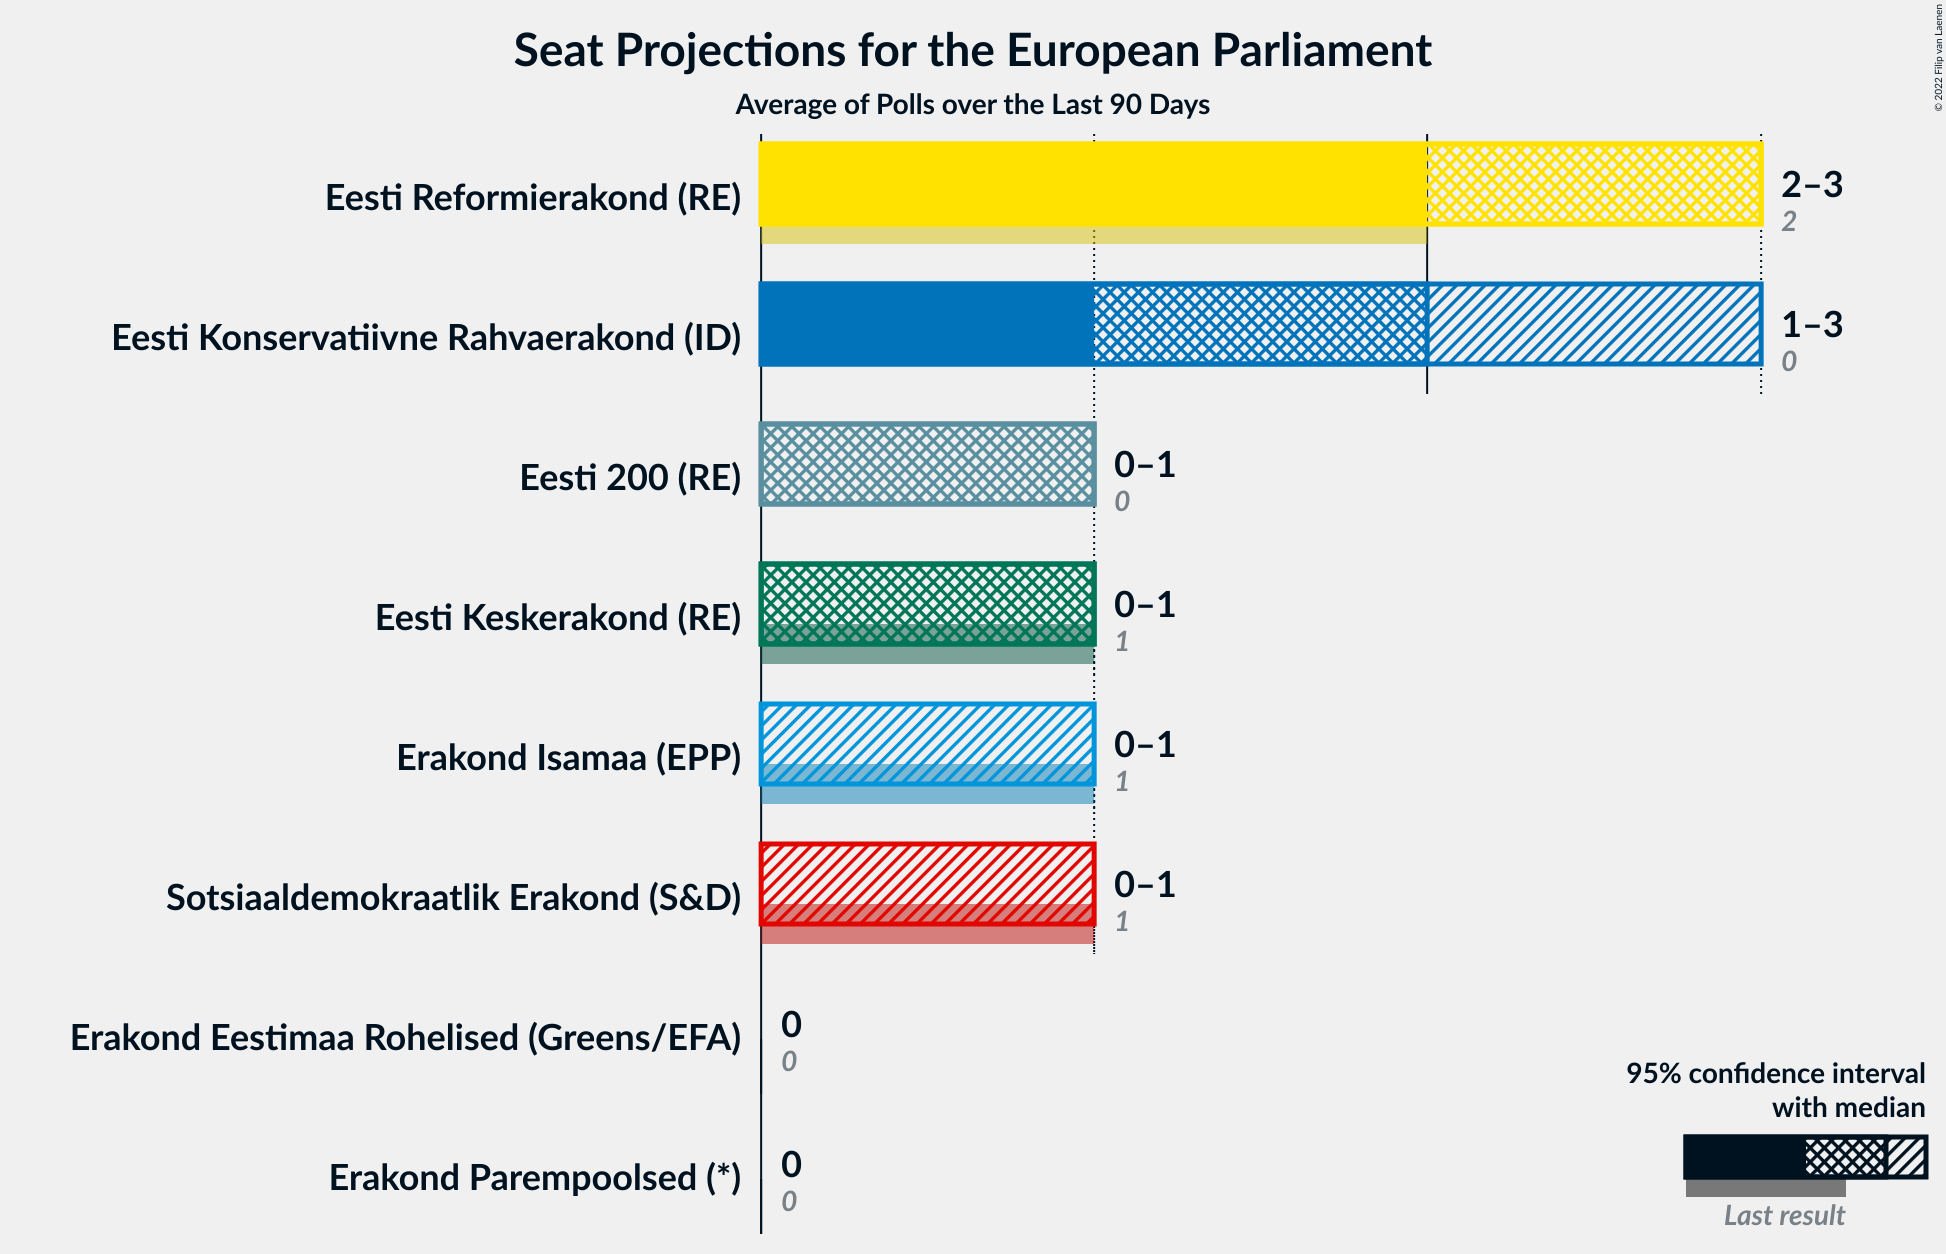 Seat Projections for the European Parliament
Average of Polls over the Last 90 Days
© 2022 Filip van Laenen
Eesti Reformierakond (RE)
2–3
2
Eesti Konservatiivne Rahvaerakond (ID)
1–3
0
Eesti 200 (RE)
0–1
0
Eesti Keskerakond (RE)
0–1
1
Erakond Isamaa (EPP)
0–1
1
Sotsiaaldemokraatlik Erakond (S&D)
0–1
1
Erakond Eestimaa Rohelised (Greens/EFA)
0
0
Erakond Parempoolsed (*)
0
0
95% confidence interval
with median
Last result